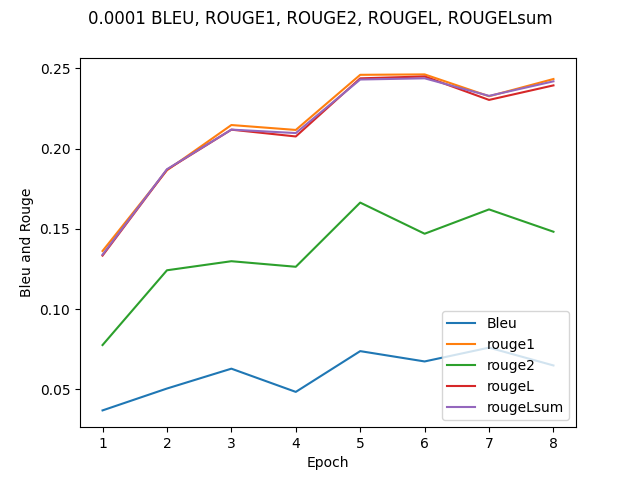 0.0001 BLEU, ROUGE1, ROUGE2, ROUGEL, ROUGELsum
0.25
0.20
0.15
0.10
0.05
Bleu and Rouge
Bleu
rouge1
rouge2
rougeL
rougeLsum
1 2 3 4 5 6 7 8
Epoch